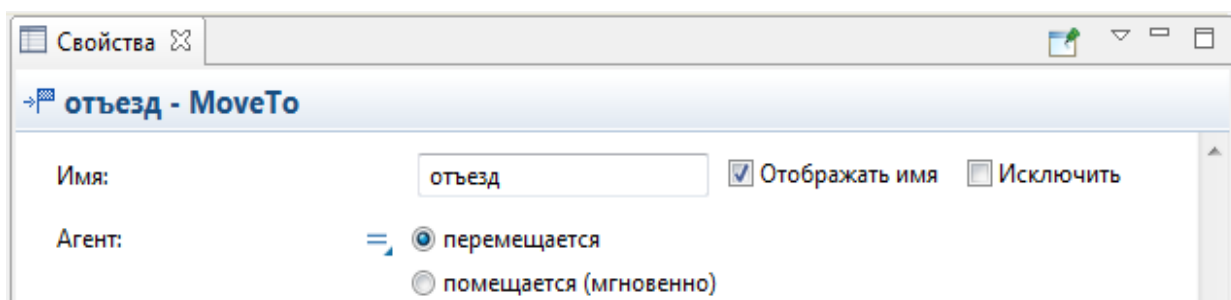 Свойства
отъезд - MoveTo
Имя: отъезд Отображать имя Исключить
Агент: перемещается
помещается (мгновенно)